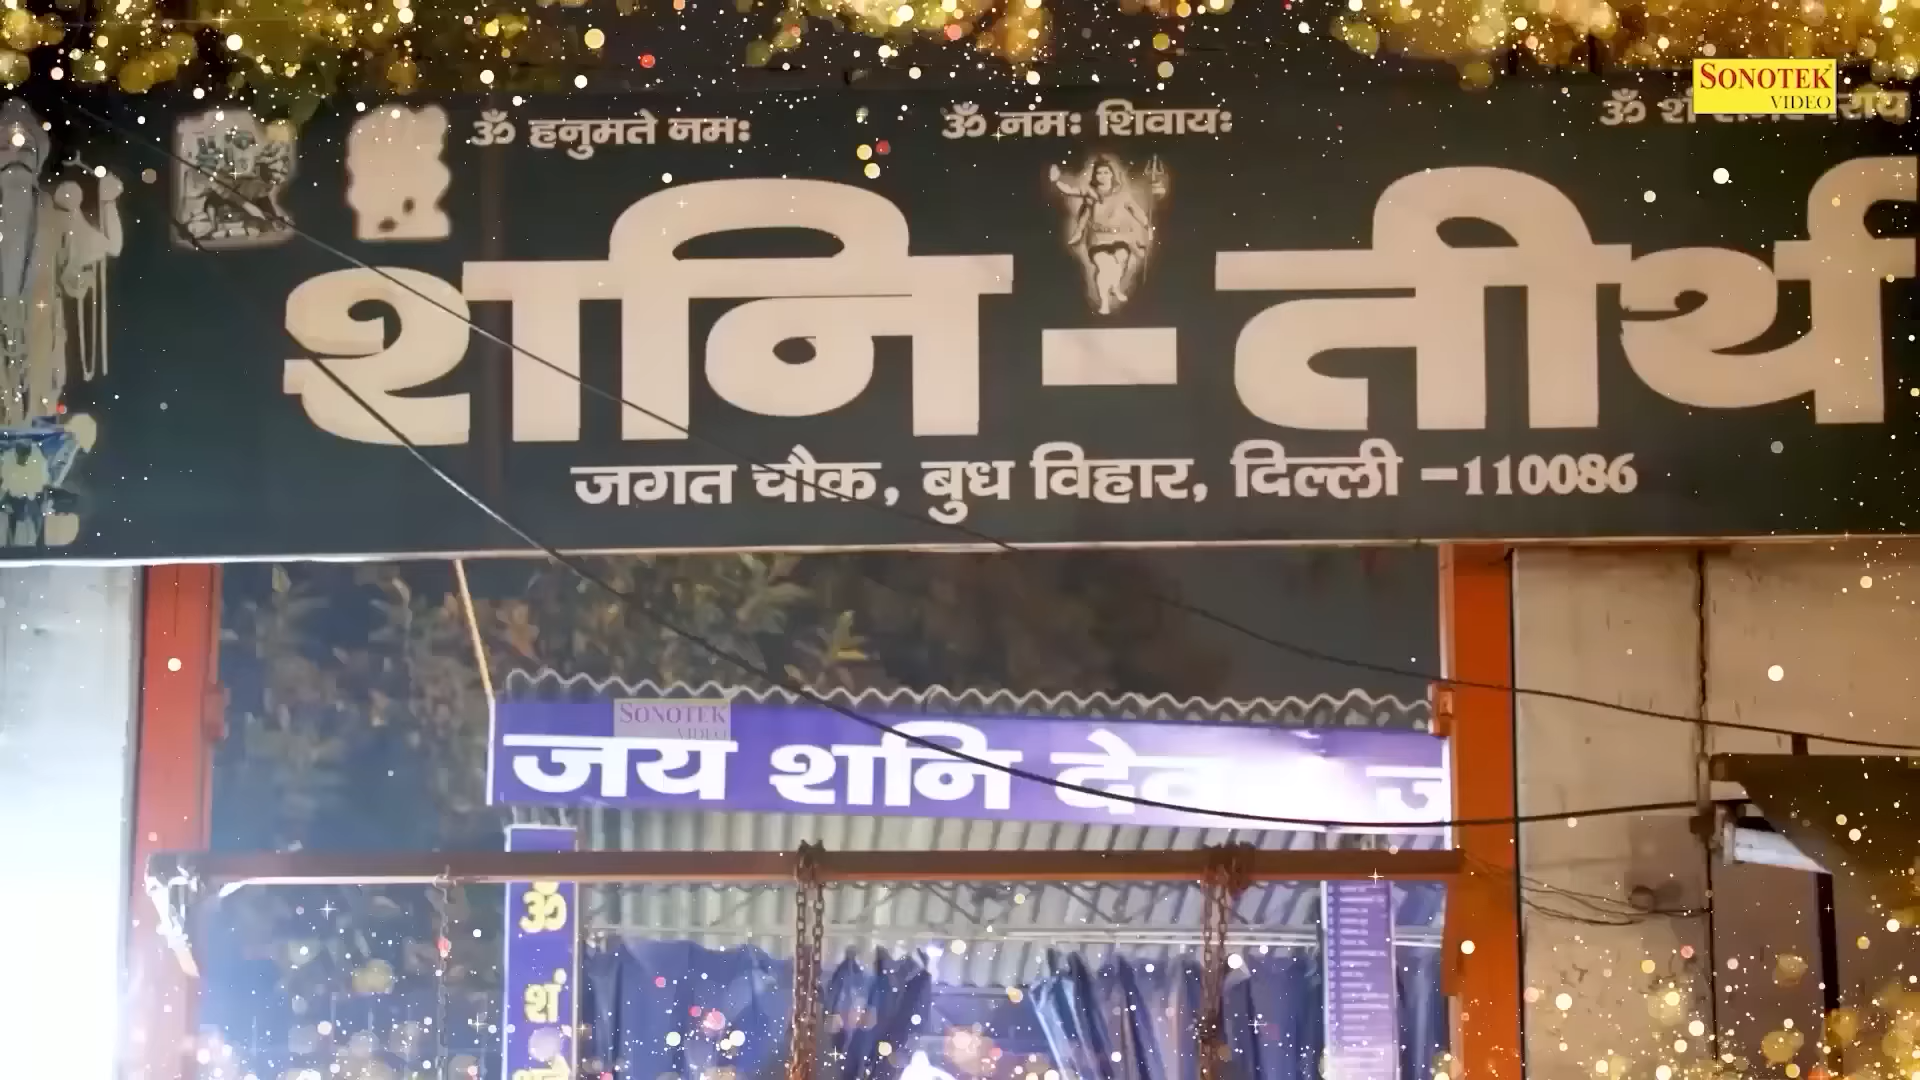 SONOTEK
VIDEO
ॐ हनुमते नमः ॐ नमः शिवायः ॐ शं
शनि - तीर्थ
जगत चौक, बुध विहार, दिल्ली -110086
SONOTEK
VIDEO
जय शनि देव
ॐ
शं